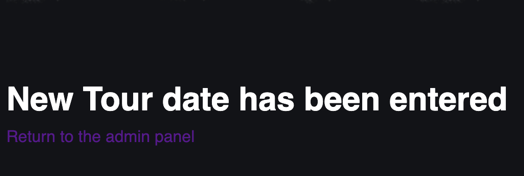 New Tour date has been entered
Return to the admin panel